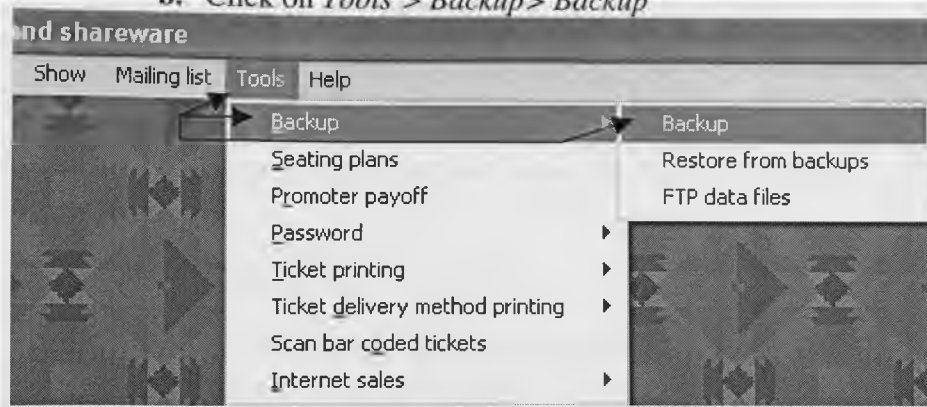 Click on Tools > Backup > Backup
and shareware
Show Mailing list Tools Help
Backup
Seating plans
Promoter payoff
Password
Ticket printing
Ticket delivery method printing
Scan bar coded tickets
Internet sales
Backup
Restore from backups
FTP data files